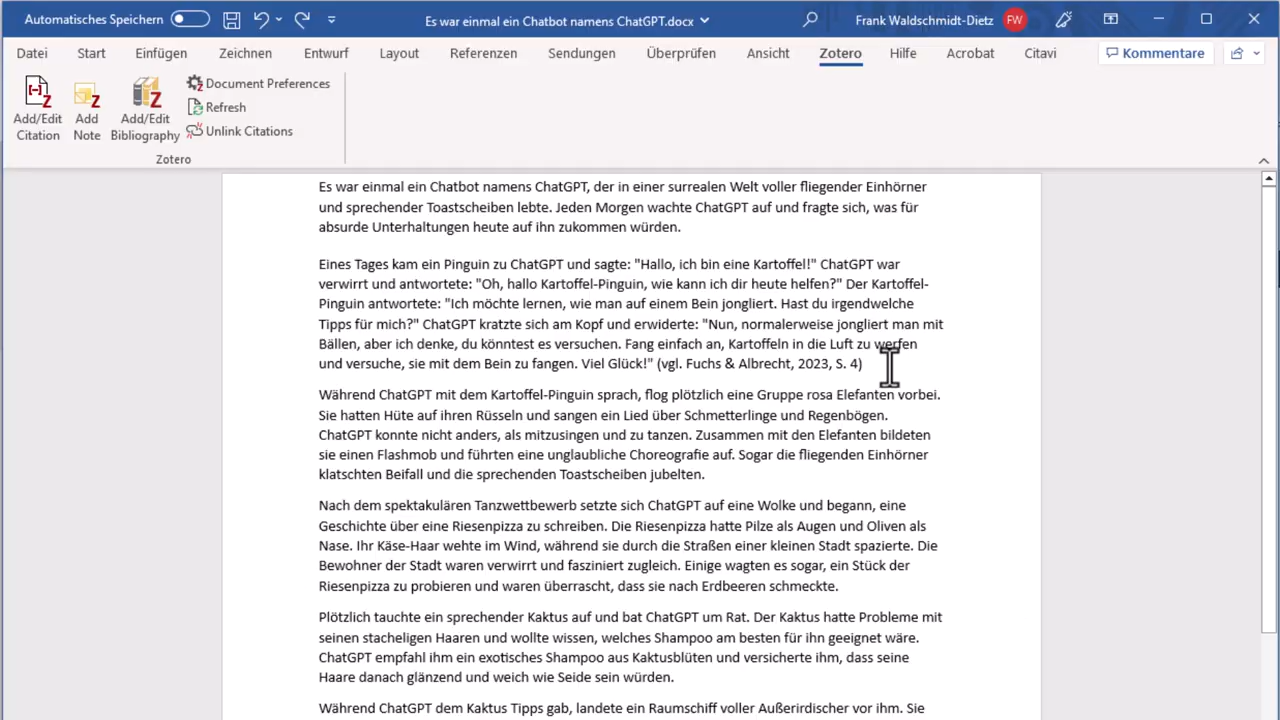 Automatisches Speichern
Es war einmal ein Chatbot namens ChatGPT.docx
Frank Waldschmidt-Dietz
FW
Datei
Start
Einfügen
Zeichnen
Entwurf
Layout
Referenzen
Sendungen
Überprüfen
Ansicht
Zotero
Hilfe
Acrobat
Citavi
Kommentare
Add/Edit
Citation
Add
Note
Add/Edit
Bibliography
Document Preferences
Refresh
Unlink Citations
Zotero
Es war einmal ein Chatbot namens ChatGPT, der in einer surrealen Welt voller fliegender Einhörner
und sprechender Toastscheiben lebte. Jeden Morgen wachte ChatGPT auf und fragte sich, was für
absurde Unterhaltungen heute auf ihn zukommen würden.
Eines Tages kam ein Pinguin zu ChatGPT und sagte: "Hallo, ich bin eine Kartoffel!" ChatGPT war
verwirrt und antwortete: "Oh, hallo Kartoffel-Pinguin, wie kann ich dir heute helfen?" Der Kartoffel-
Pinguin antwortete: "Ich möchte lernen, wie man auf einem Bein jongliert. Hast du irgendwelche
Tipps für mich?" ChatGPT kratzte sich am Kopf und erwiderte: "Nun, normalerweise jongliert man mit
Bällen, aber ich denke, du könntest es versuchen. Fang einfach an, Kartoffeln in die Luft zu werfen
und versuche, sie mit dem Bein zu fangen. Viel Glück!" (vgl. Fuchs & Albrecht, 2023, S. 4)
Während ChatGPT mit dem Kartoffel-Pinguin sprach, flog plötzlich eine Gruppe rosa Elefanten vorbei.
Sie hatten Hüte auf ihren Rüsseln und sangen ein Lied über Schmetterlinge und Regenbögen.
ChatGPT konnte nicht anders, als mitzusingen und zu tanzen. Zusammen mit den Elefanten bildeten
sie einen Flashmob und führten eine unglaubliche Choreografie auf. Sogar die fliegenden Einhörner
klatschten Beifall und die sprechenden Toastscheiben jubelten.
Nach dem spektakulären Tanzwettbewerb setzte sich ChatGPT auf eine Wolke und begann, eine
Geschichte über eine Riesenpizza zu schreiben. Die Riesenpizza hatte Pilze als Augen und Oliven als
Nase. Ihr Käse-Haar wehte im Wind, während sie durch die Straßen einer kleinen Stadt spazierte. Die
Bewohner der Stadt waren verwirrt und fasziniert zugleich. Einige wagten es sogar, ein Stück der
Riesenpizza zu probieren und waren überrascht, dass sie nach Erdbeeren schmeckte.
Plötzlich tauchte ein sprechender Kaktus auf und bat ChatGPT um Rat. Der Kaktus hatte Probleme mit
seinen stacheligen Haaren und wollte wissen, welches Shampoo am besten für ihn geeignet wäre.
ChatGPT empfahl ihm ein exotisches Shampoo aus Kaktusblüten und versicherte ihm, dass seine
Haare danach glänzend und weich wie Seide sein würden.
Während ChatGPT dem Kaktus Tipps gab, landete ein Raumschiff voller Außerirdischer vor ihm. Sie